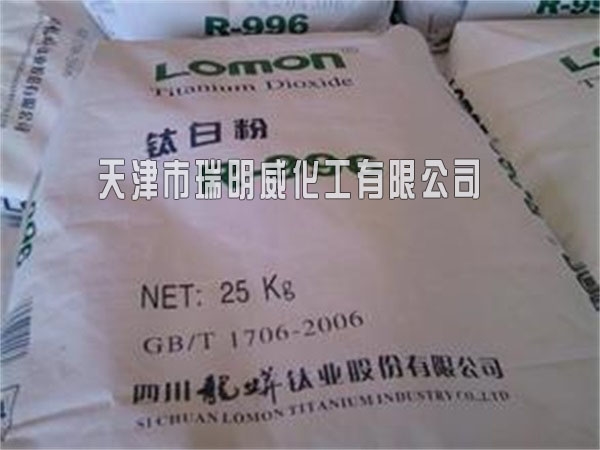 R-996
R-99
LOMON
Titanium Dioxide
钛白粉
R-996
天津市瑞明威化工有限公司
NET: 25 Kg
GB/T 1706-2006
四川龙蟒钛业股份有限公司
SICHUAN LOMON TITANIUM INDUSTRY CO.,LTD